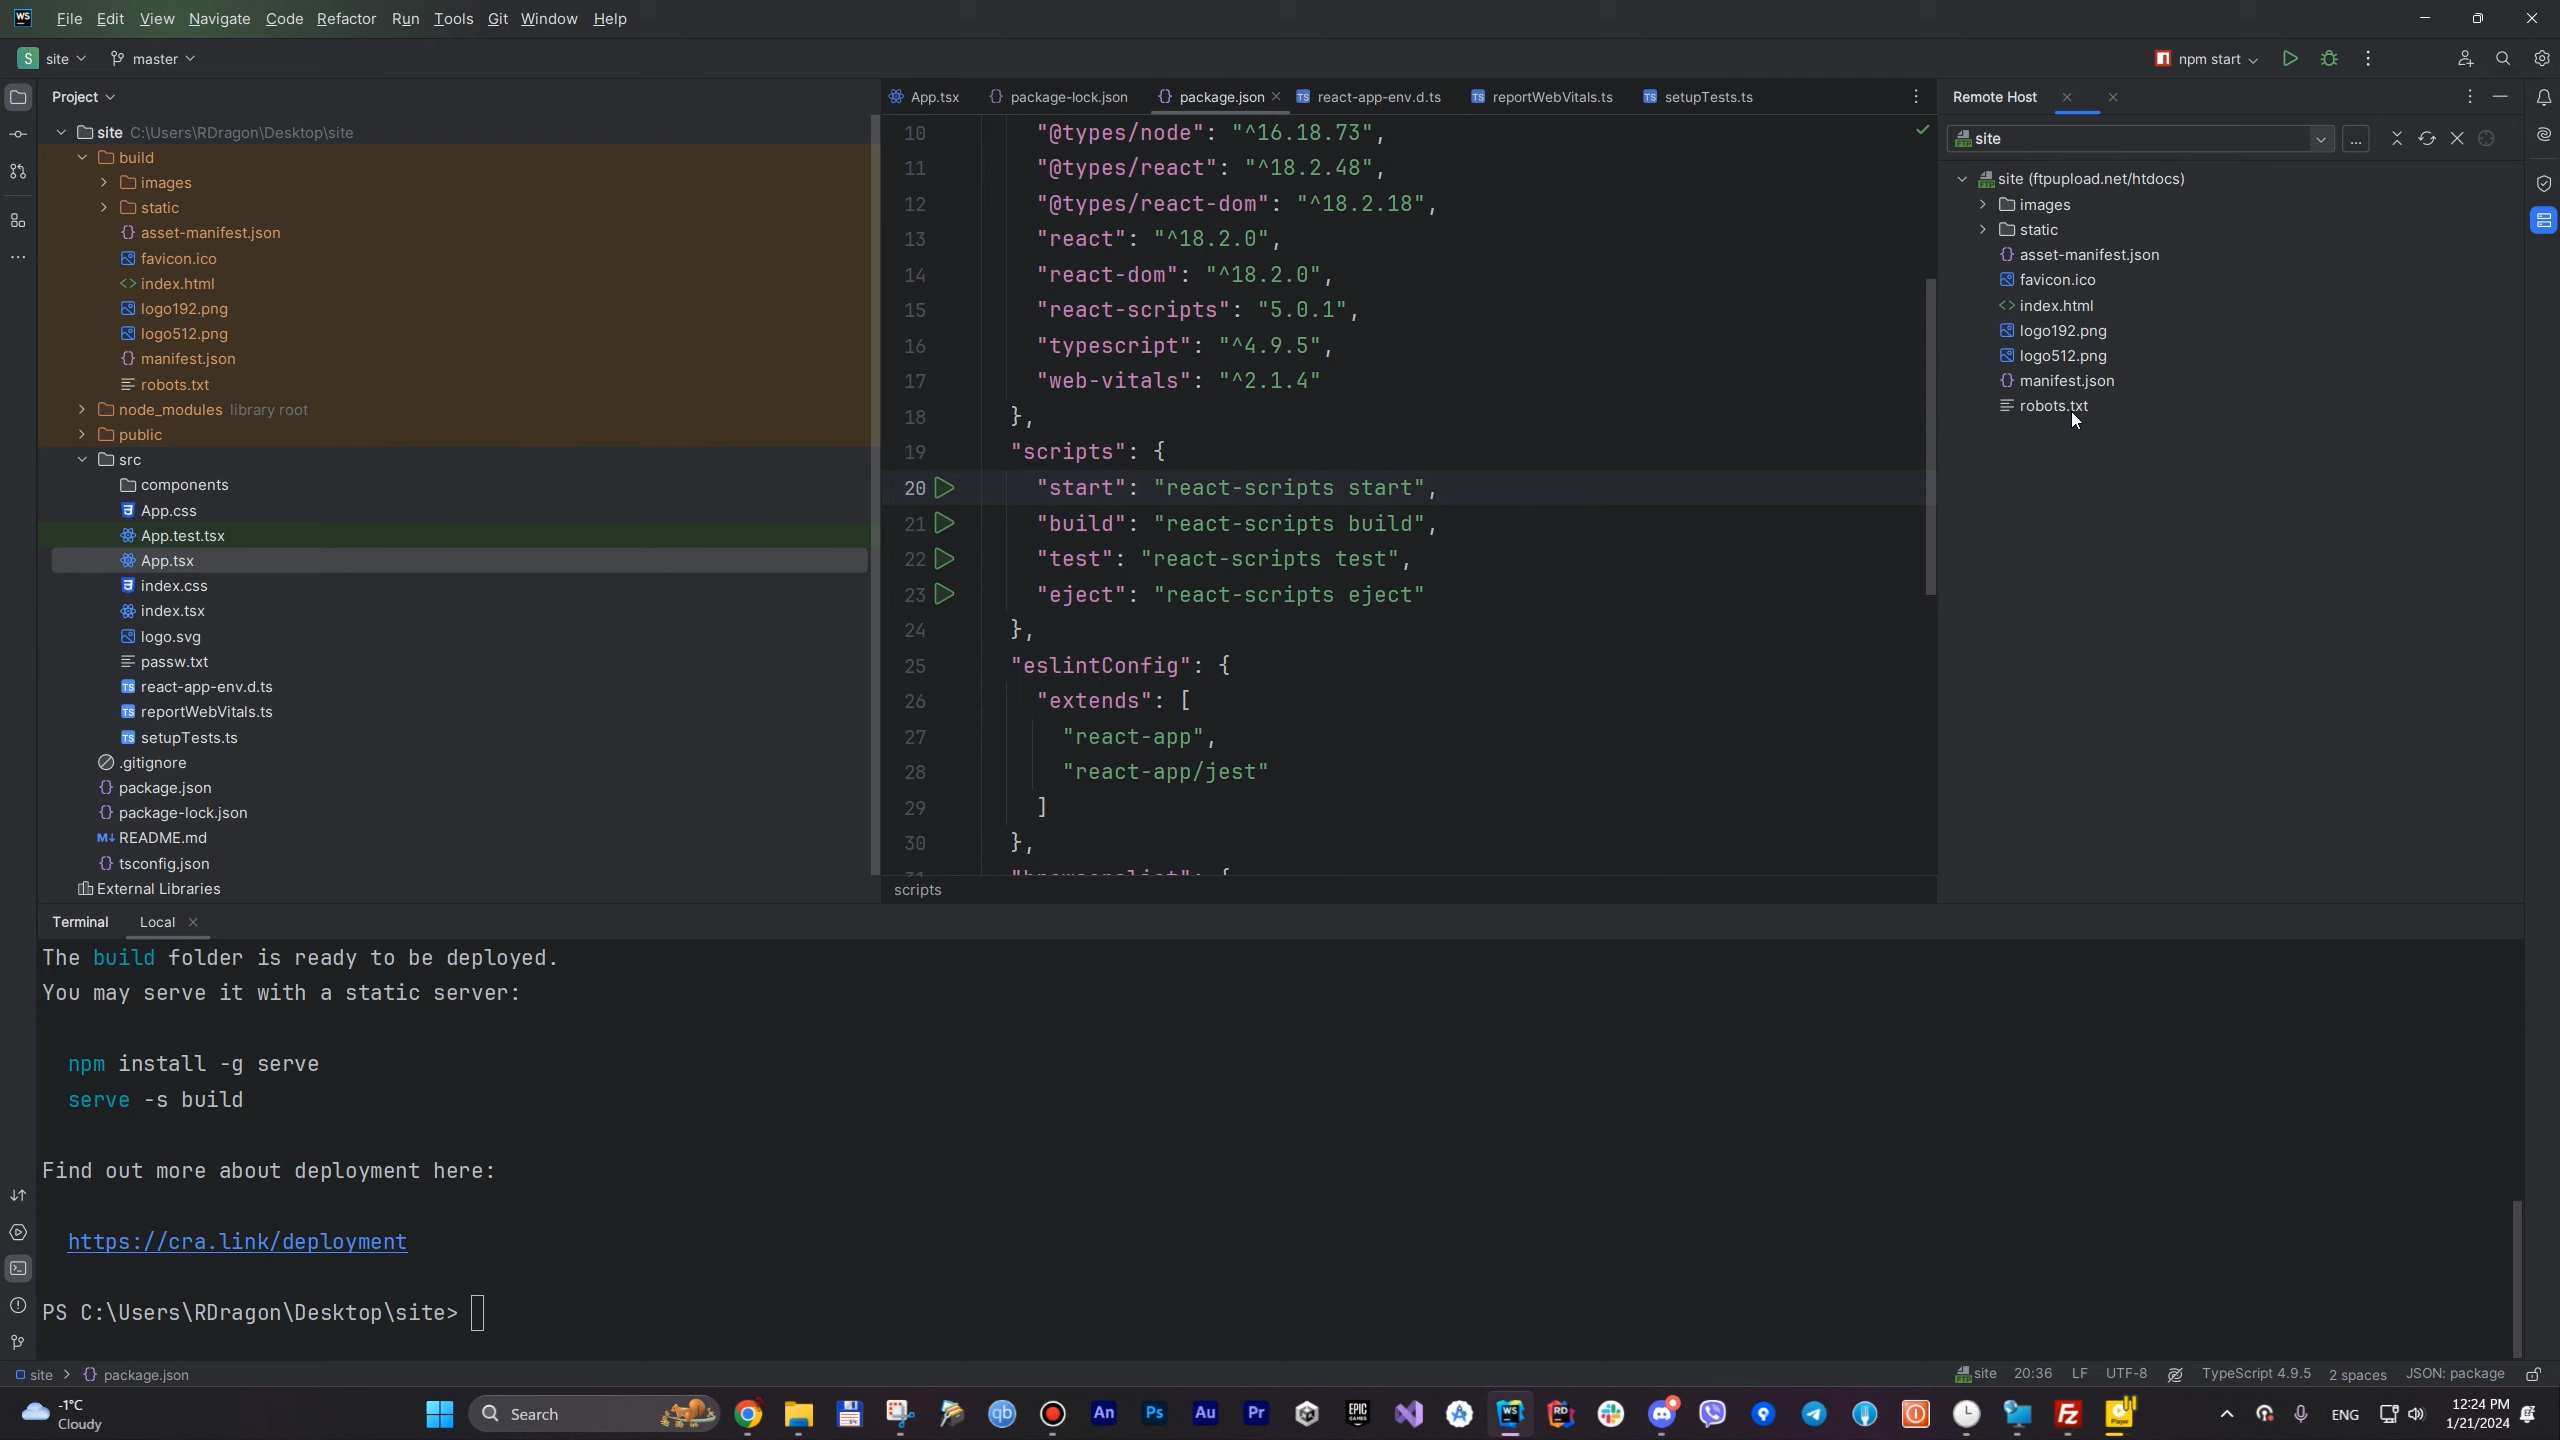 WS File Edit View Navigate Code Refactor Run Tools Git Window Help
S site master npm start
Project
site C:\Users\RDragon\Desktop\site
build
images
static
asset-manifest.json
favicon.ico
index.html
logo192.png
logo512.png
manifest.json
robots.txt
node_modules library root
public
src
components
App.css
App.test.tsx
App.tsx
index.css
index.tsx
logo.svg
passw.txt
react-app-env.d.ts
reportWebVitals.ts
setupTests.ts
.gitignore
package.json
package-lock.json
README.md
tsconfig.json
External Libraries
App.tsx package-lock.json package.json react-app-env.d.ts reportWebVitals.ts setupTests.ts
10 "@types/node": "^16.18.73",
11 "@types/react": "^18.2.48",
12 "@types/react-dom": "^18.2.18",
13 "react": "^18.2.0",
14 "react-dom": "^18.2.0",
15 "react-scripts": "5.0.1",
16 "typescript": "^4.9.5",
17 "web-vitals": "^2.1.4"
18 },
19 "scripts": {
20 "start": "react-scripts start",
21 "build": "react-scripts build",
22 "test": "react-scripts test",
23 "eject": "react-scripts eject"
24 },
25 "eslintConfig": {
26 "extends": [
27 "react-app",
28 "react-app/jest"
29 ]
30 },
scripts
Remote Host
site ...
site (ftpupload.net/htdocs)
images
static
asset-manifest.json
favicon.ico
index.html
logo192.png
logo512.png
manifest.json
robots.txt
Terminal Local
The build folder is ready to be deployed.
You may serve it with a static server:
npm install -g serve
serve -s build
Find out more about deployment here:
https://cra.link/deployment
PS C:\Users\RDragon\Desktop\site>
site package.json site 20:36 LF UTF-8 TypeScript 4.9.5 2 spaces JSON: package
-1°C
Cloudy
Search
qb An Ps Au Pr WS RD Fz
ENG
12:24 PM
1/21/2024